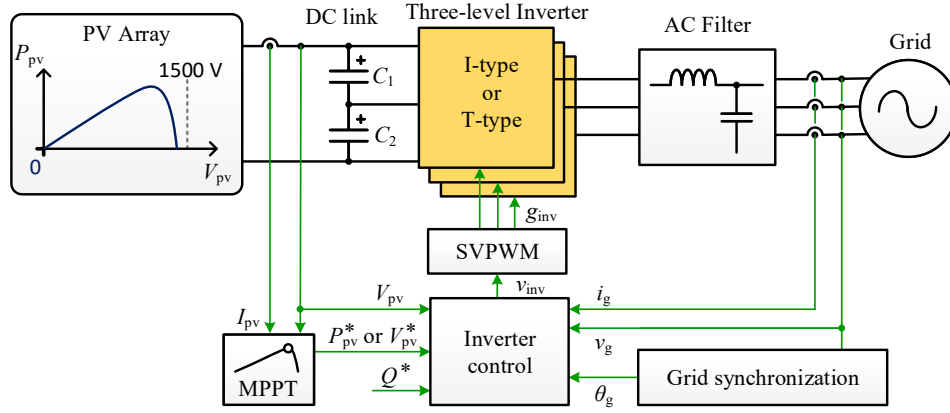 PV Array
P_pv
1500 V
0
V_pv
DC link
C_1
C_2
Three-level Inverter
I-type
or
T-type
AC Filter
Grid
g_inv
SVPWM
v_inv
V_pv
I_pv
P*_pv or V*_pv
MPPT
Q*
Inverter
control
i_g
v_g
θ_g
Grid synchronization